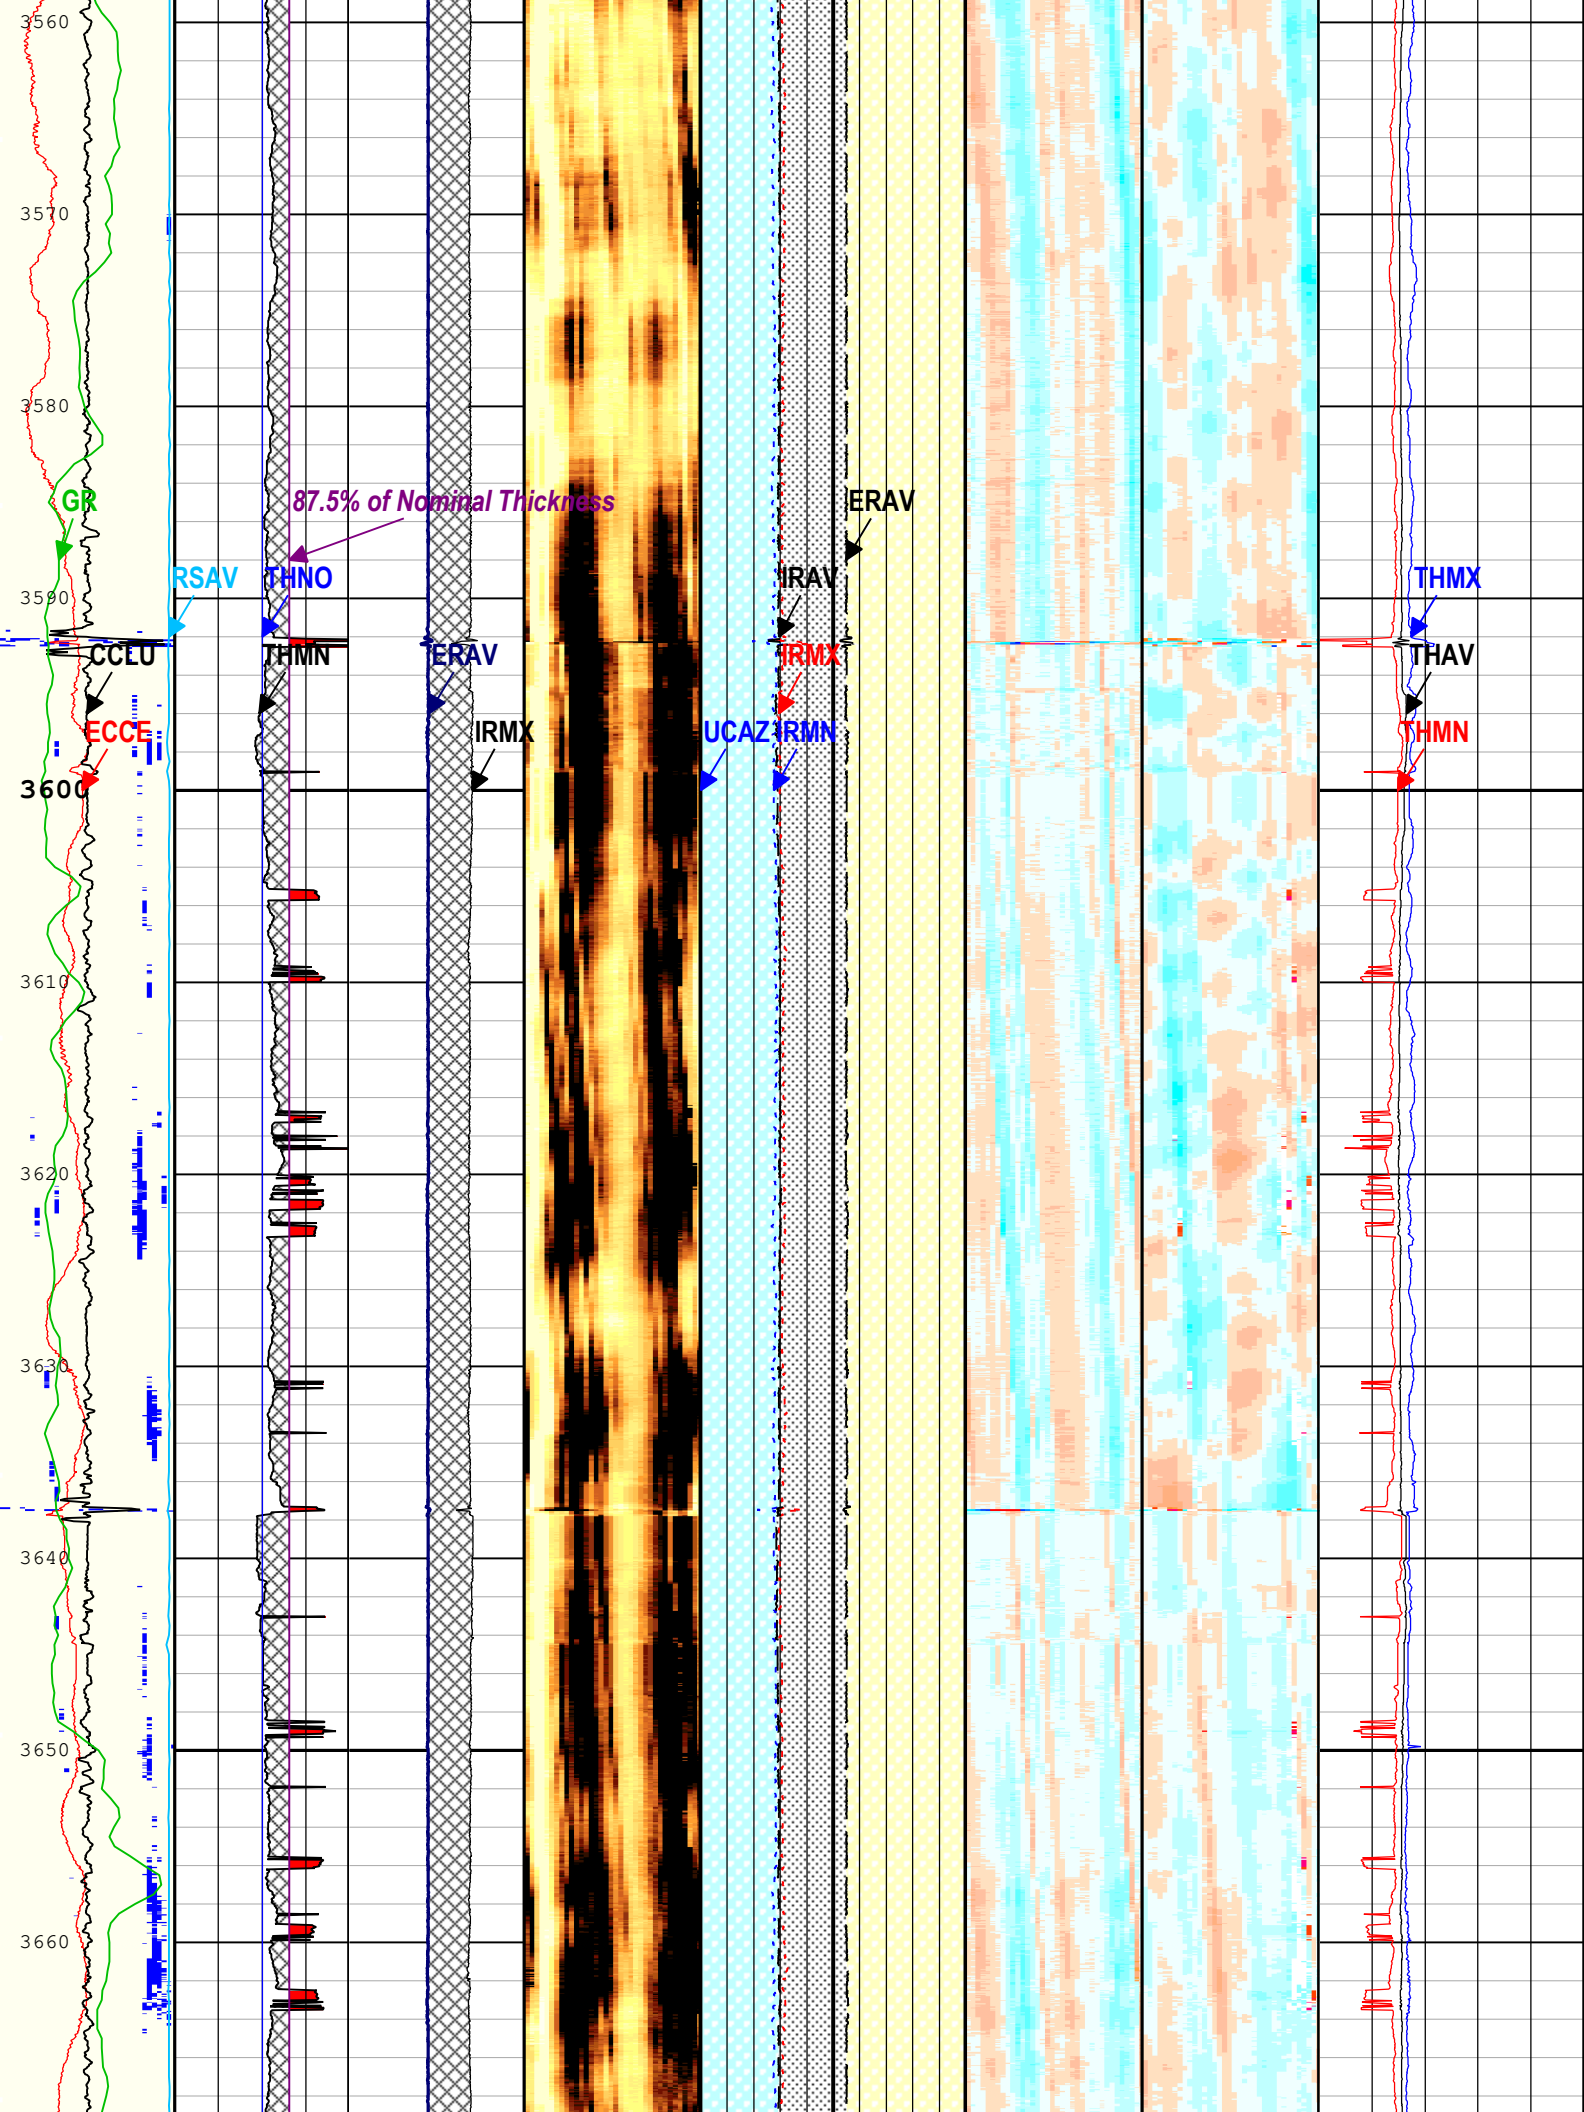 3560
3570
3580
GR
87.5% of Nominal Thickness
ERAV
RSAV
THNO
IRAV
THMX
3590
CCLU
THMN
ERAV
IRMX
THAV
ECCE
IRMX
UCAZ
IRMN
THMN
3600
3610
3620
3630
3640
3650
3660